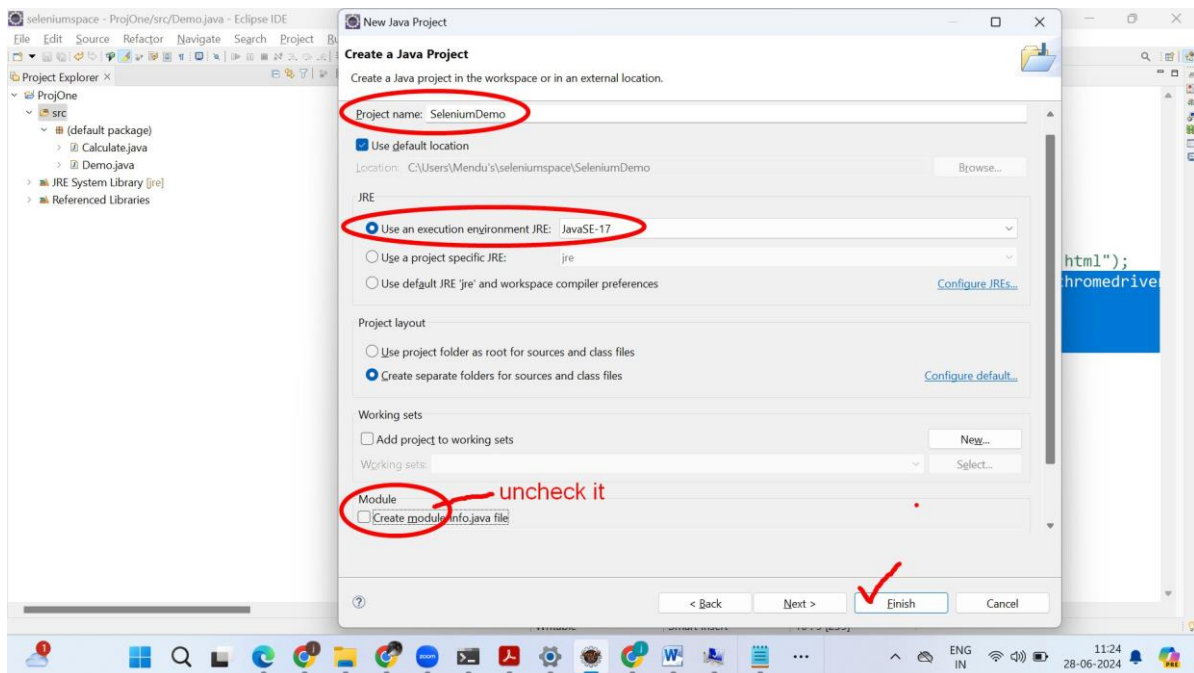 seleniumspace - ProjOne/src/Demo.java - Eclipse IDE
File Edit Source Refactor Navigate Search Project
Project Explorer
ProjOne
src
(default package)
Calculate.java
Demo.java
JRE System Library [jre]
Referenced Libraries
New Java Project
Create a Java Project
Create a Java project in the workspace or in an external location.
Project name: SeleniumDemo
Use default location
Location: C:\Users\Mendu's\seleniumspace\SeleniumDemo Browse...
JRE
Use an execution environment JRE: JavaSE-17
Use a project specific JRE: jre
Use default JRE 'jre' and workspace compiler preferences Configure JREs...
Project layout
Use project folder as root for sources and class files
Create separate folders for sources and class files Configure default...
Working sets
Add project to working sets New...
Working sets: Select...
Module uncheck it
Create module-info.java file
< Back Next > Finish Cancel
html");
hromedrive
1 zoom W PRE
ENG
IN
11:24
28-06-2024